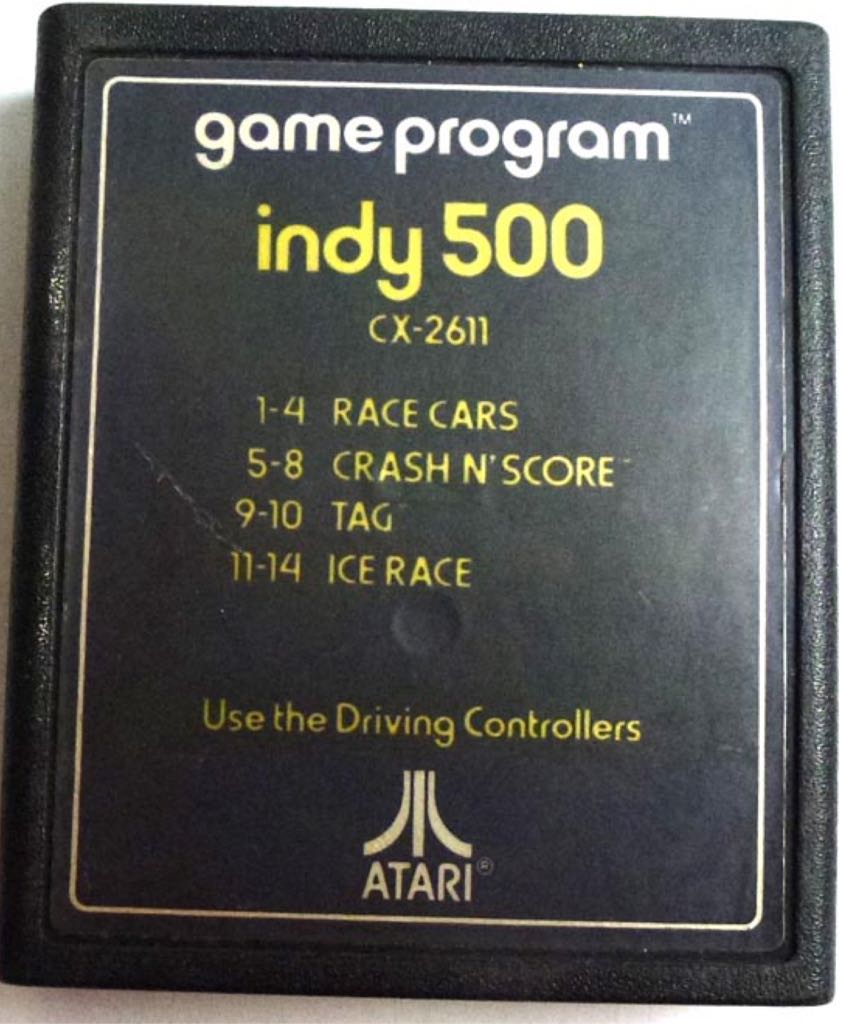 game program™
indy 500
CX-2611
1-4 RACE CARS
5-8 CRASH N' SCORE™
9-10 TAG
11-14 ICE RACE
Use the Driving Controllers
ATARI®